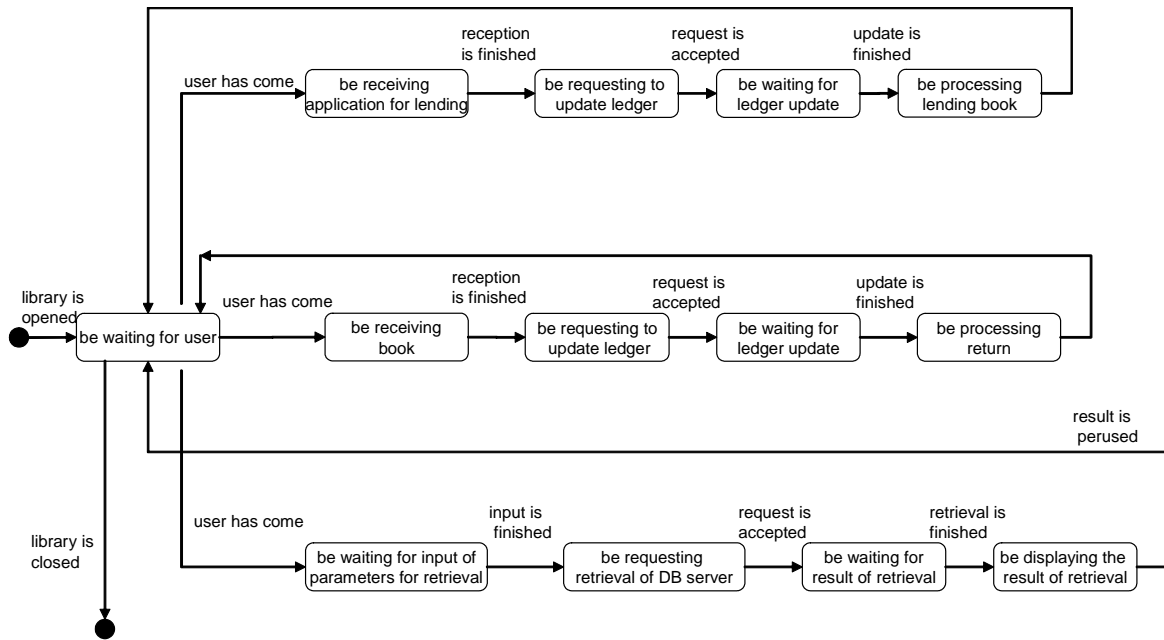 reception
is finished
request is
accepted
update is
finished
user has come
be receiving
application for lending
be requesting to
update ledger
be waiting for
ledger update
be processing
lending book
library is
opened
be waiting for user
user has come
reception
is finished
request is
accepted
update is
finished
be receiving
book
be requesting to
update ledger
be waiting for
ledger update
be processing
return
result is
perused
library is
closed
user has come
input is
finished
request is
accepted
retrieval is
finished
be waiting for input of
parameters for retrieval
be requesting
retrieval of DB server
be waiting for
result of retrieval
be displaying the
result of retrieval